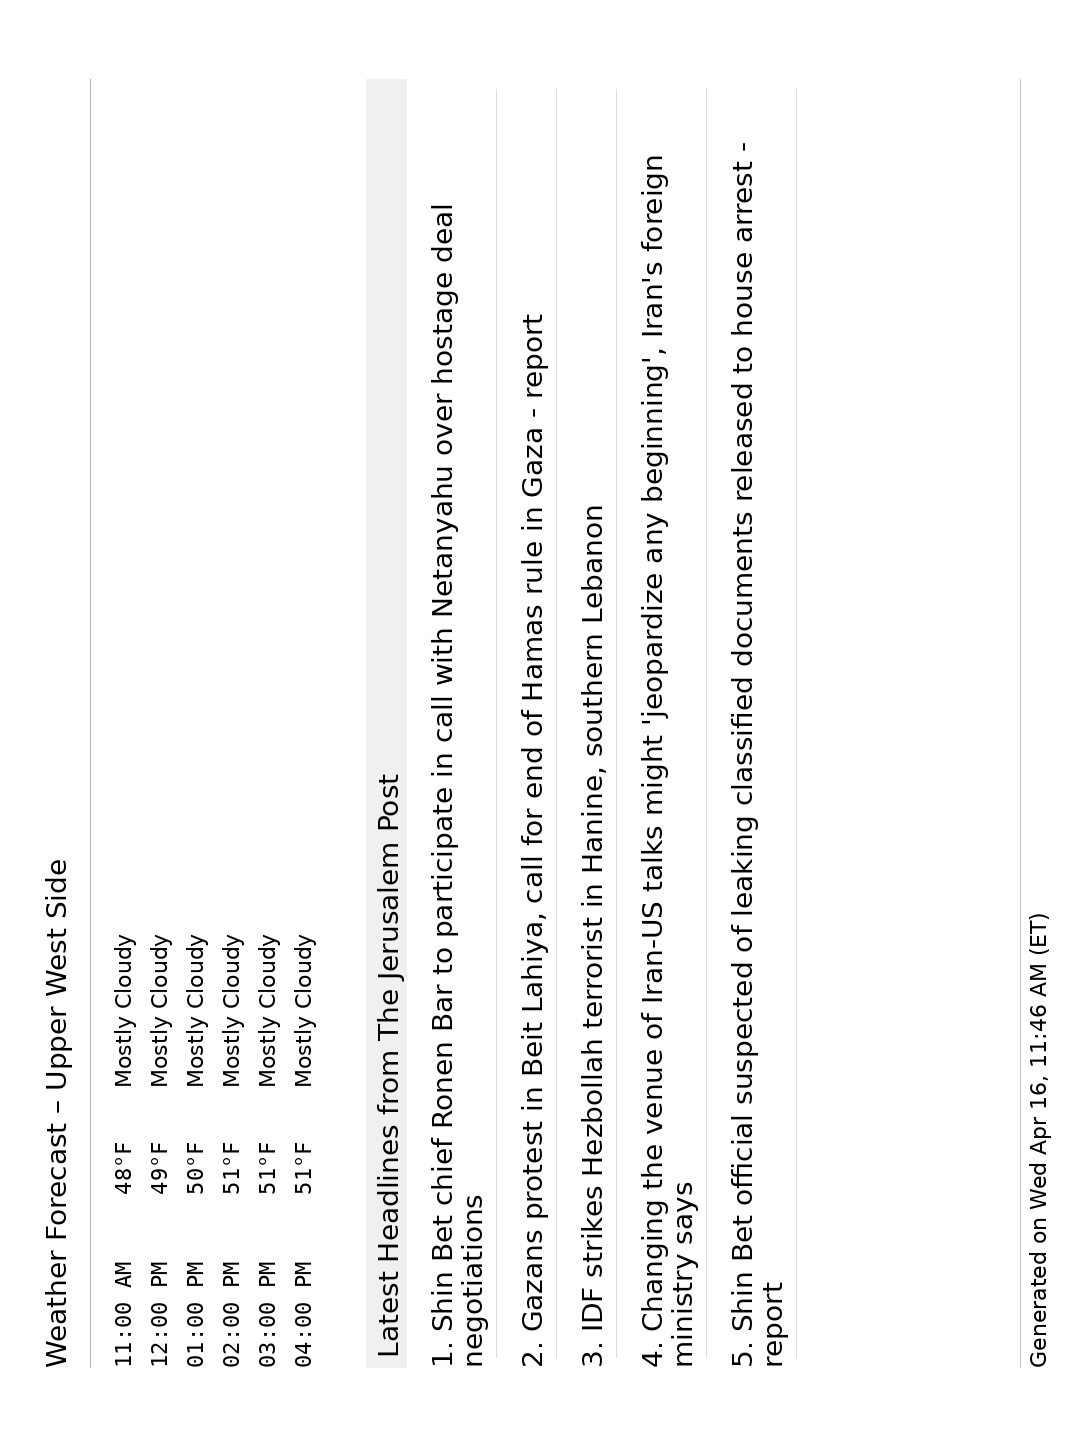 Weather Forecast – Upper West Side
11:00 AM 48°F Mostly Cloudy
12:00 PM 49°F Mostly Cloudy
01:00 PM 50°F Mostly Cloudy
02:00 PM 51°F Mostly Cloudy
03:00 PM 51°F Mostly Cloudy
04:00 PM 51°F Mostly Cloudy
Latest Headlines from The Jerusalem Post
1. Shin Bet chief Ronen Bar to participate in call with Netanyahu over hostage deal
negotiations
2. Gazans protest in Beit Lahiya, call for end of Hamas rule in Gaza - report
3. IDF strikes Hezbollah terrorist in Hanine, southern Lebanon
4. Changing the venue of Iran-US talks might 'jeopardize any beginning', Iran's foreign
ministry says
5. Shin Bet official suspected of leaking classified documents released to house arrest -
report
Generated on Wed Apr 16, 11:46 AM (ET)